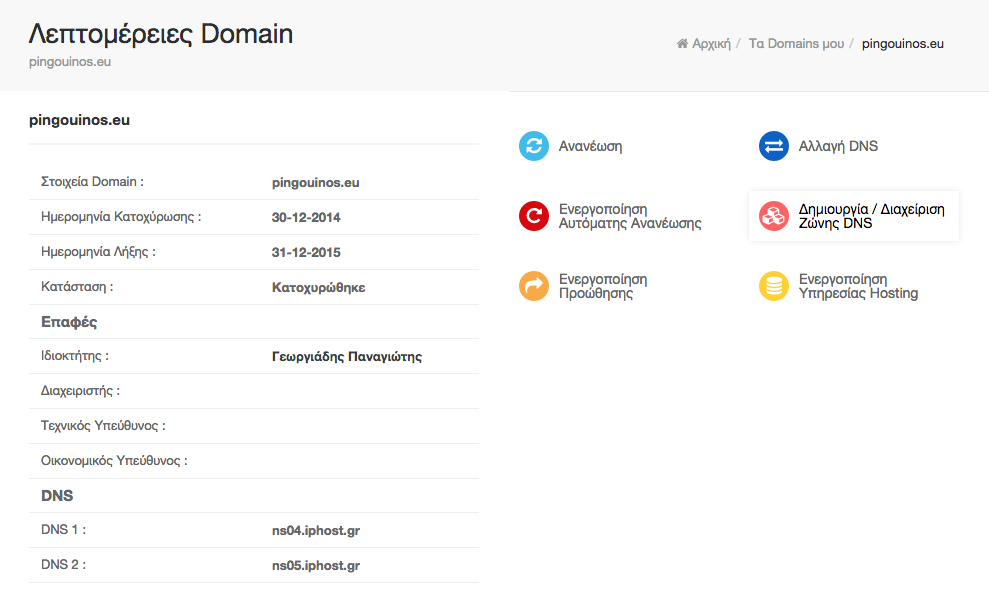 Λεπτομέρειες Domain
pingouinos.eu
Αρχική / Τα Domains μου / pingouinos.eu
pingouinos.eu
Στοιχεία Domain : pingouinos.eu
Ημερομηνία Κατοχύρωσης : 30-12-2014
Ημερομηνία Λήξης : 31-12-2015
Κατάσταση : Κατοχυρώθηκε
Επαφές
Ιδιοκτήτης : Γεωργιάδης Παναγιώτης
Διαχειριστής :
Τεχνικός Υπεύθυνος :
Οικονομικός Υπεύθυνος :
DNS
DNS 1 : ns04.iphost.gr
DNS 2 : ns05.iphost.gr
Ανανέωση
Αλλαγή DNS
Ενεργοποίηση
Αυτόματης Ανανέωσης
Δημιουργία / Διαχείριση
Ζώνης DNS
Ενεργοποίηση
Προώθησης
Ενεργοποίηση
Υπηρεσίας Hosting